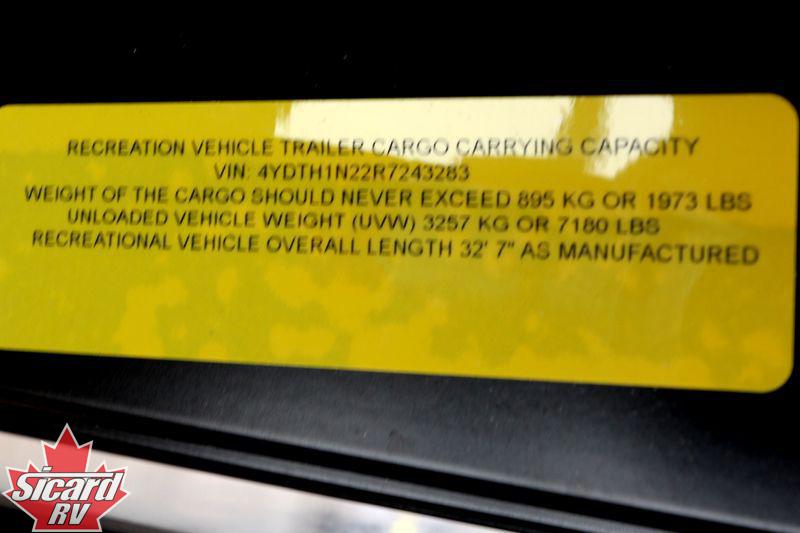 RECREATION VEHICLE TRAILER CARGO CARRYING CAPACITY
VIN: 4YDTH1N22R7243283
WEIGHT OF THE CARGO SHOULD NEVER EXCEED 895 KG OR 1973 LBS
UNLOADED VEHICLE WEIGHT (UVW) 3257 KG OR 7180 LBS
RECREATIONAL VEHICLE OVERALL LENGTH 32' 7" AS MANUFACTURED
Sicard
RV